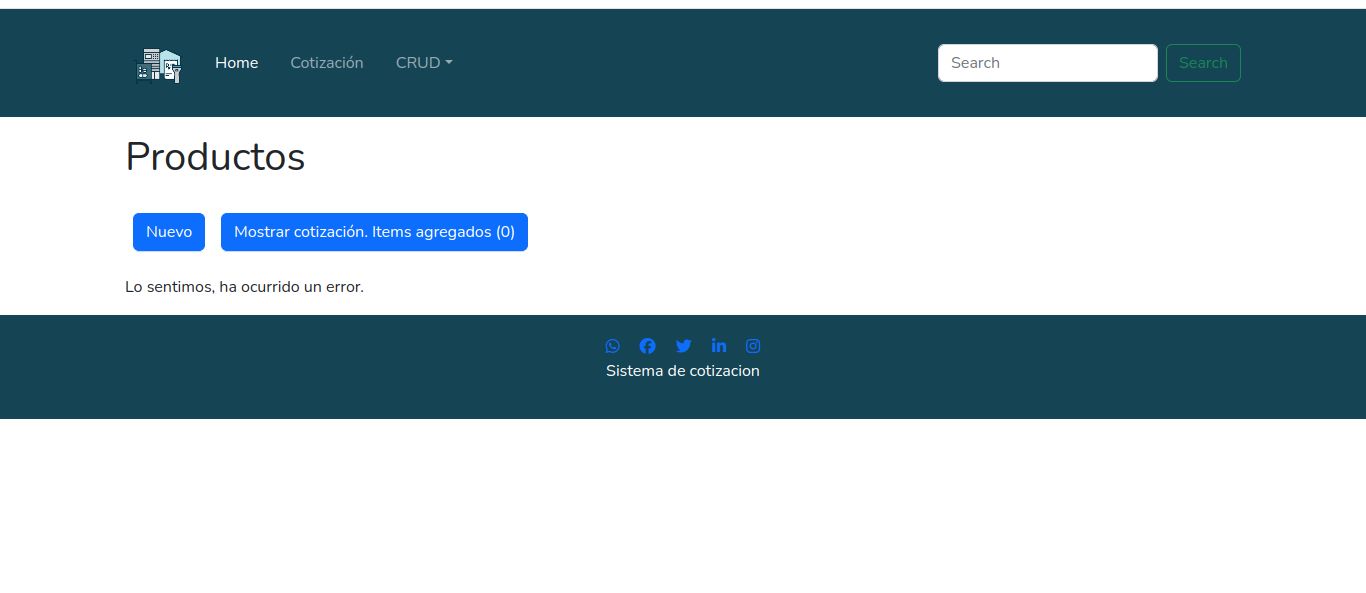 Home Cotización CRUD Search Search
Productos
Nuevo Mostrar cotización. Items agregados (0)
Lo sentimos, ha ocurrido un error.
Sistema de cotizacion